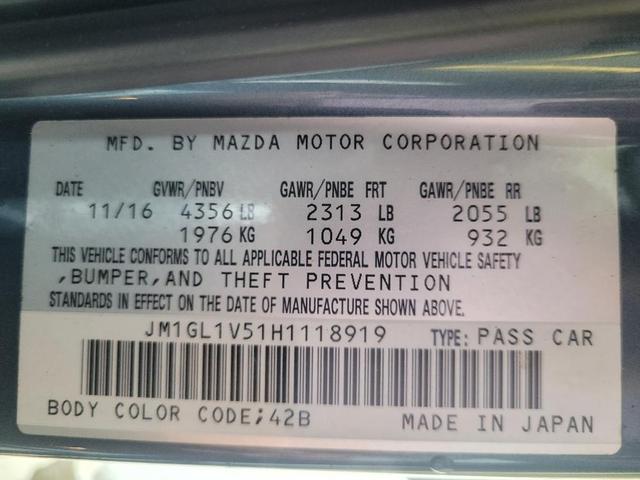 MFD. BY MAZDA MOTOR CORPORATION
DATE GVWR/PNBV GAWR/PNBE FRT GAWR/PNBE RR
11/16 4356 LB 2313 LB 2055 LB
1976 KG 1049 KG 932 KG
THIS VEHICLE CONFORMS TO ALL APPLICABLE FEDERAL MOTOR VEHICLE SAFETY
,BUMPER,AND THEFT PREVENTION
STANDARDS IN EFFECT ON THE DATE OF MANUFACTURE SHOWN ABOVE.
JM1GL1V51H1118919 TYPE: PASS CAR
BODY COLOR CODE;42B MADE IN JAPAN